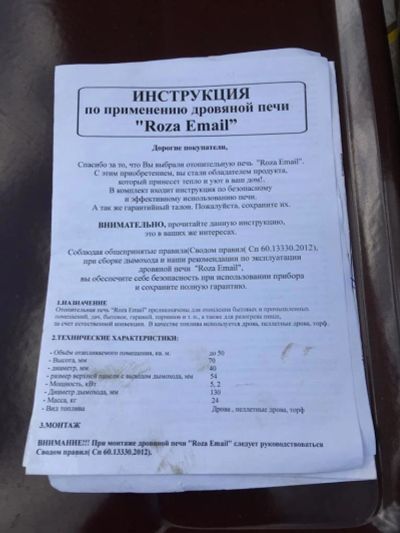 ИНСТРУКЦИЯ
по применению дровяной печи
"Roza Email”
Дорогие покупатели,
Спасибо за то, что Вы выбрали отопительную печь "Roza Email".
С этим приобретением, вы стали обладателем продукта,
который принесет тепло и уют в ваш дом!.
В комплект входит инструкция по безопасному
и эффективному использованию печи.
А так же гарантийный талон. Пожалуйста, сохраните их.
ВНИМАТЕЛЬНО, прочитайте данную инструкцию,
это в ваших же интересах.
Соблюдая общепринятые правила(Сводом правил( Сп 60.13330.2012),
при сборке дымохода и наши рекомендации по эксплуатации
дровяной печи "Roza Email",
вы обеспечите себе безопасность при использовании прибора
и сохраните полную гарантию.
1.НАЗНАЧЕНИЕ
Отопительная печь "Roza Email" предназначена для отопления бытовых и промышленных
помещений, дач, бытовок, гаражей, парников и т. п., а также для разогрева пищи,
за счет естественной конвекции. В качестве топлива используется дрова, пеллетные дрова, торф.
2.ТЕХНИЧЕСКИЕ ХАРАКТЕРИСТИКИ:
- Объём отапливаемого помещения, кв. м. до 50
- Высота, мм 70
- диаметр, мм 40
- размер верхней панели с выходом дымохода, мм 54
- Мощность, кВт 5, 2
- Диаметр дымохода, мм 130
- Масса, кг 24
- Вид топлива Дрова , пеллетные дрова, торф
3.МОНТАЖ
ВНИМАНИЕ!!! При монтаже дровяной печи "Roza Email" следует руководствоваться
Сводом правил( Сп 60.13330.2012).